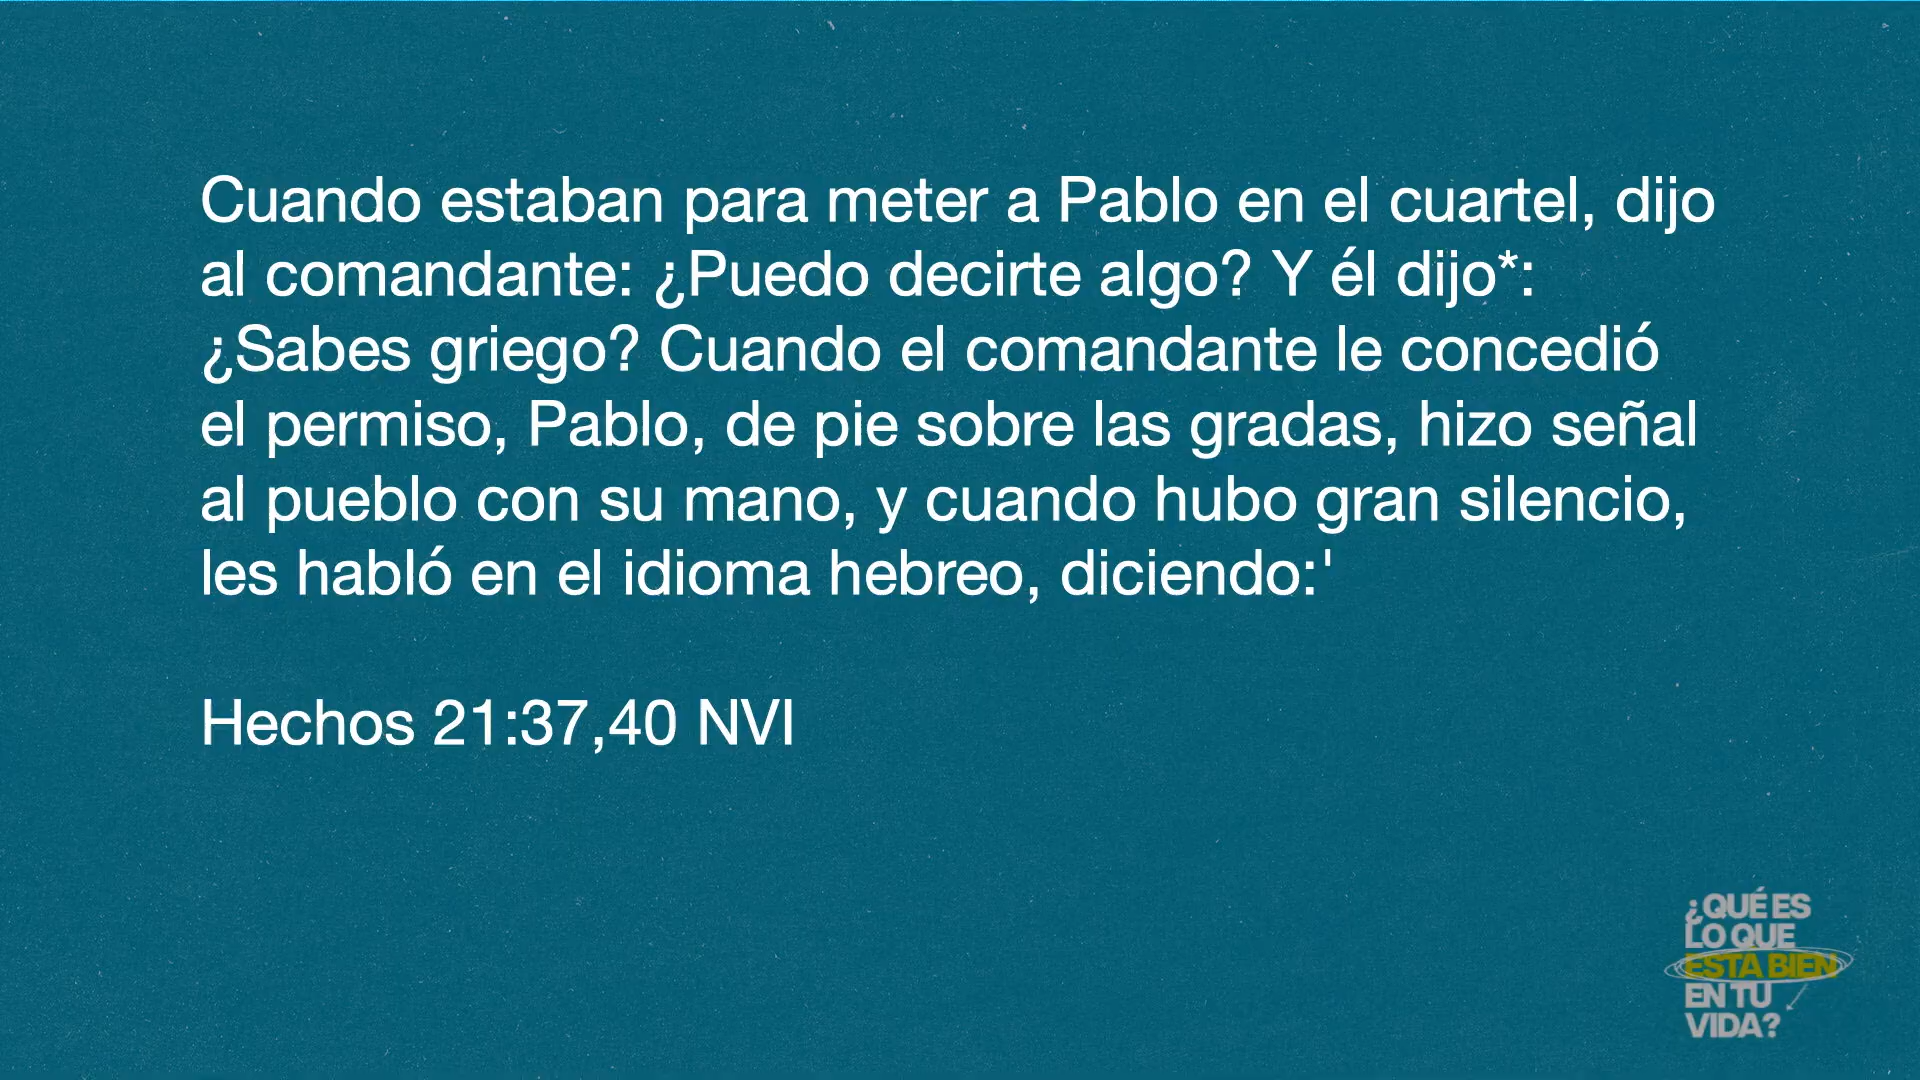 Cuando estaban para meter a Pablo en el cuartel, dijo
al comandante: ¿Puedo decirte algo? Y él dijo*:
¿Sabes griego? Cuando el comandante le concedió
el permiso, Pablo, de pie sobre las gradas, hizo señal
al pueblo con su mano, y cuando hubo gran silencio,
les habló en el idioma hebreo, diciendo:'
Hechos 21:37,40 NVI
¿QUÉ ES
LO QUE
ESTÁ BIEN
EN TU
VIDA?